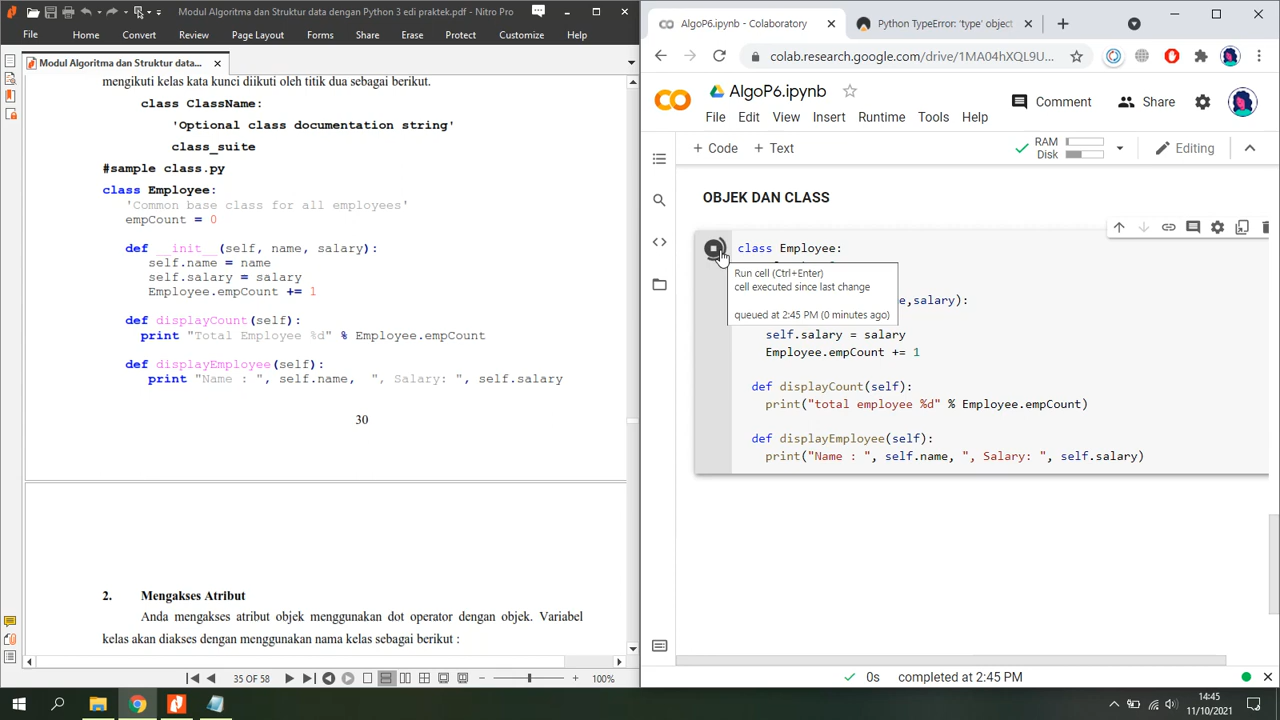 Modul Algoritma dan Struktur data dengan Python 3 edi praktek.pdf - Nitro Pro
File Home Convert Review Page Layout Forms Share Erase Protect Customize Help
Modul Algoritma dan Struktur data...
mengikuti kelas kata kunci diikuti oleh titik dua sebagai berikut.
class ClassName:
'Optional class documentation string'
class_suite
#sample class.py
class Employee:
'Common base class for all employees'
empCount = 0
def __init__(self, name, salary):
self.name = name
self.salary = salary
Employee.empCount += 1
def displayCount(self):
print "Total Employee %d" % Employee.empCount
def displayEmployee(self):
print "Name : ", self.name, ", Salary: ", self.salary
30
2. Mengakses Atribut
Anda mengakses atribut objek menggunakan dot operator dengan objek. Variabel
kelas akan diakses dengan menggunakan nama kelas sebagai berikut :
35 OF 58
100%
AlgoP6.ipynb - Colaboratory
Python TypeError: 'type' object
colab.research.google.com/drive/1MA04hXQL9U...
AlgoP6.ipynb
Comment Share
File Edit View Insert Runtime Tools Help
+ Code + Text
RAM
Disk
Editing
OBJEK DAN CLASS
class Employee:
Run cell (Ctrl+Enter)
cell executed since last change
queued at 2:45 PM (0 minutes ago)
e,salary):
self.salary = salary
Employee.empCount += 1
def displayCount(self):
print("total employee %d" % Employee.empCount)
def displayEmployee(self):
print("Name : ", self.name, ", Salary: ", self.salary)
0s completed at 2:45 PM
14:45
11/10/2021